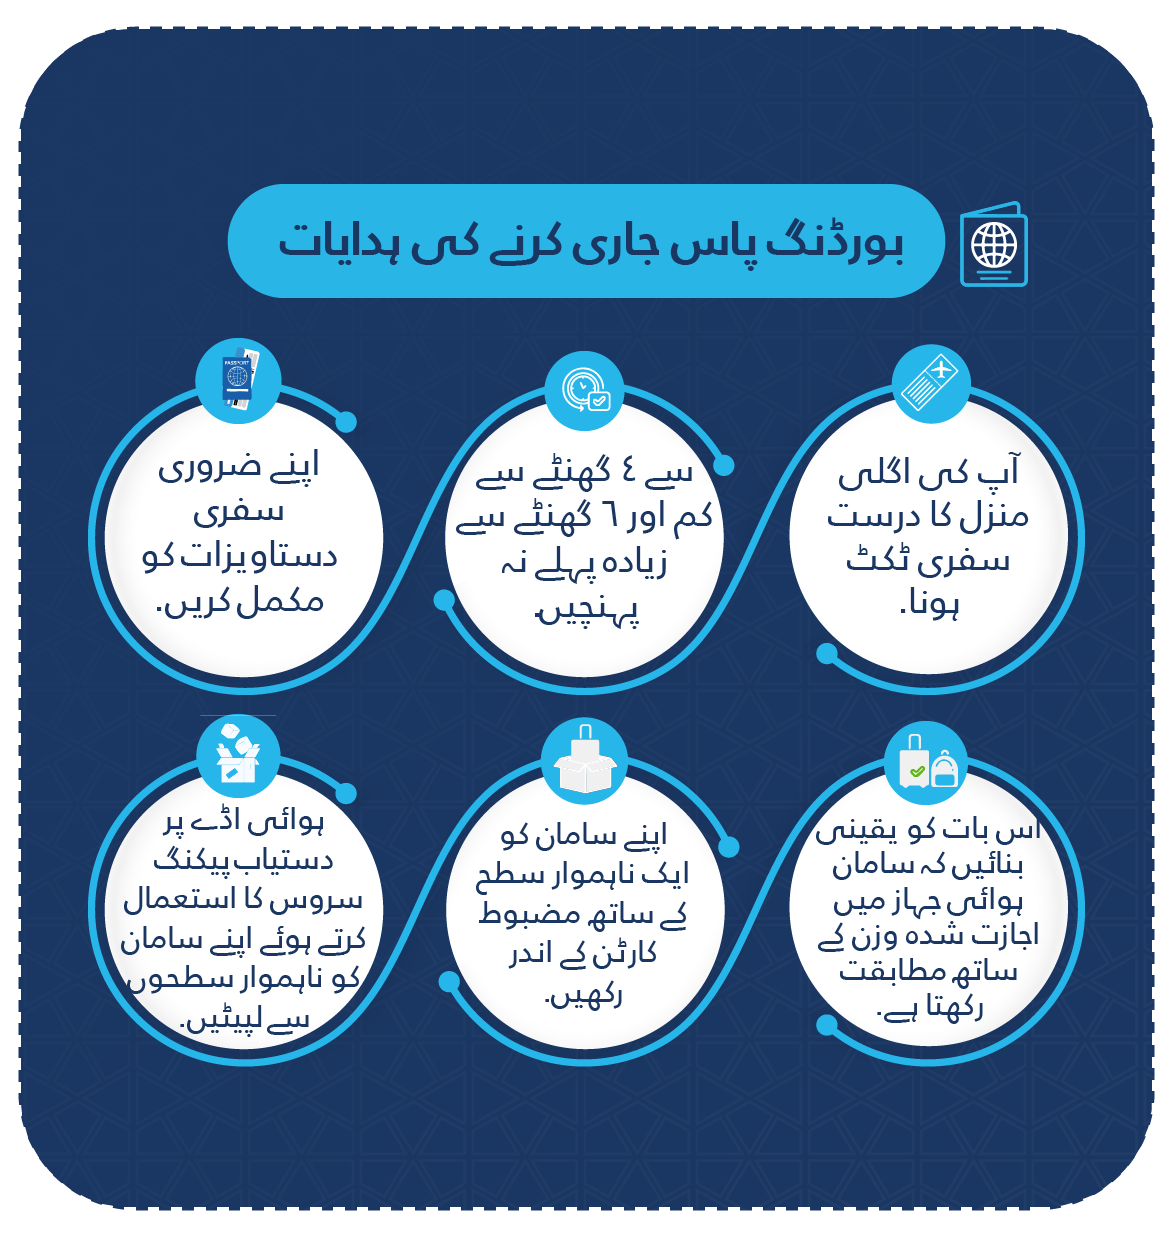 بورڈنگ پاس جاری کرنے کی ہدایات
آپ کی اگلی
منزل کا درست
سفری ٹکٹ
ہونا.
سے ٤ گھنٹے سے
کم اور ٦ گھنٹے سے
زیادہ پہلے نہ
پہنچیں.
PASSPORT
اپنے ضروری
سفری
دستاویزات کو
مکمل کریں.
اس بات کو یقینی
بنائیں کہ سامان
ہوائی جہاز میں
اجازت شدہ وزن کے
ساتھ مطابقت
رکھتا ہے.
اپنے سامان کو
ایک ناہموار سطح
کے ساتھ مضبوط
کارٹن کے اندر
رکھیں.
ہوائی اڈے پر
دستیاب پیکنگ
سروس کا استعمال
کرتے ہوئے اپنے سامان
کو ناہموار سطحوں
سے لپیٹیں.